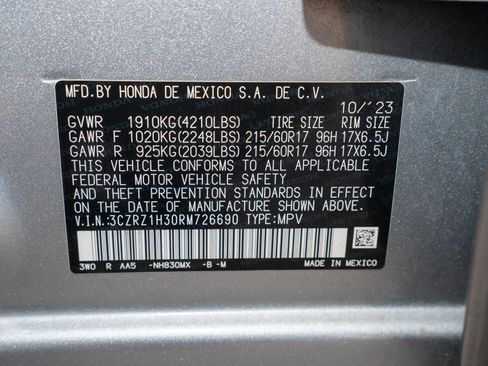 MFD.BY HONDA DE MEXICO S.A. DE C.V.
10/'23
GVWR 1910KG(4210LBS) TIRE SIZE RIM SIZE
GAWR F 1020KG(2248LBS) 215/60R17 96H 17X6.5J
GAWR R 925KG(2039LBS) 215/60R17 96H 17X6.5J
THIS VEHICLE CONFORMS TO ALL APPLICABLE
FEDERAL MOTOR VEHICLE SAFETY
AND THEFT PREVENTION STANDARDS IN EFFECT
ON THE DATE OF MANUFACTURE SHOWN ABOVE.
V.I.N.:3CZRZ1H30RM726690 TYPE:MPV
3W0 R AA5 -NH830MX -B -M MADE IN MEXICO